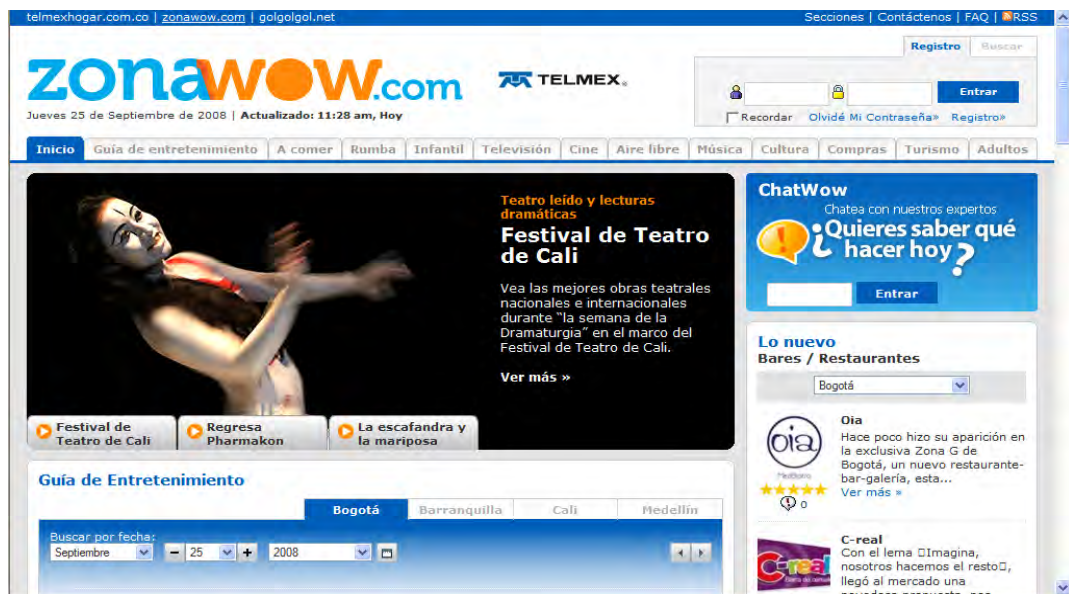 telmexhogar.com.co | zonawow.com | golgolgol.net
Secciones | Contáctenos | FAQ | RSS
zonawow.com
TELMEX®
Jueves 25 de Septiembre de 2008 | Actualizado: 11:28 am, Hoy
Registro
Buscar
Entrar
Recordar Olvidé Mi Contraseña» Registro»
Inicio Guía de entretenimiento A comer Rumba Infantil Televisión Cine Aire libre Música Cultura Compras Turismo Adultos
Teatro leído y lecturas
dramáticas
Festival de Teatro
de Cali
Vea las mejores obras teatrales
nacionales e internacionales
durante "la semana de la
Dramaturgia" en el marco del
Festival de Teatro de Cali.
Ver más »
Festival de
Teatro de Cali
Regresa
Pharmakon
La escafandra y
la mariposa
ChatWow
Chatea con nuestros expertos
¿Quieres saber qué
hacer hoy?
Entrar
Lo nuevo
Bares / Restaurantes
Bogotá
oia
Oia
Hace poco hizo su aparición en
la exclusiva Zona G de
Bogotá, un nuevo restaurante-
bar-galería, esta...
Ver más »
0
C-real
C-real
Con el lema □Imagina,
nosotros hacemos el resto□,
llegó al mercado una
Guía de Entretenimiento
Bogotá Barranquilla Cali Medellín
Buscar por fecha:
Septiembre - 25 + 2008